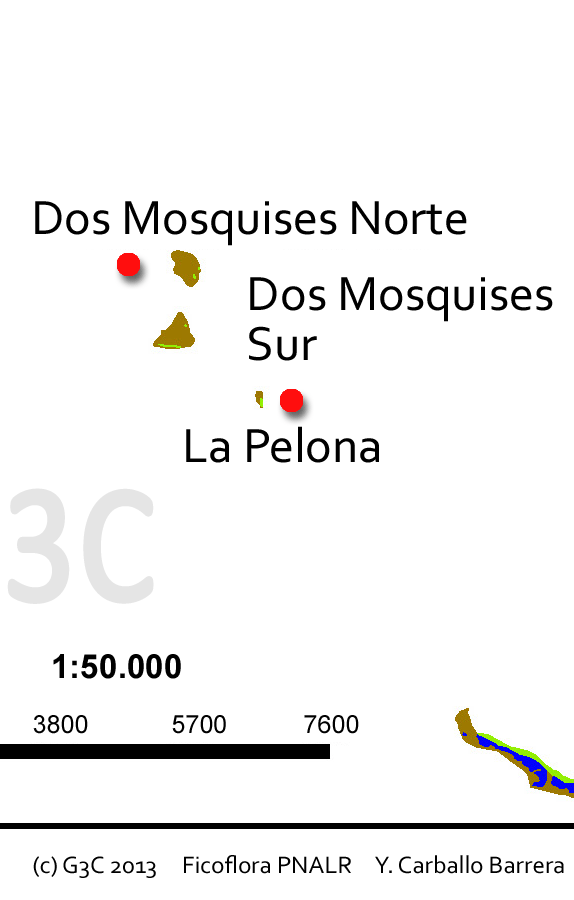 Dos Mosquises Norte
Dos Mosquises
Sur
La Pelona
3C
1:50.000
3800 5700 7600
(c) G3C 2013 Ficoflora PNALR Y. Carballo Barrera